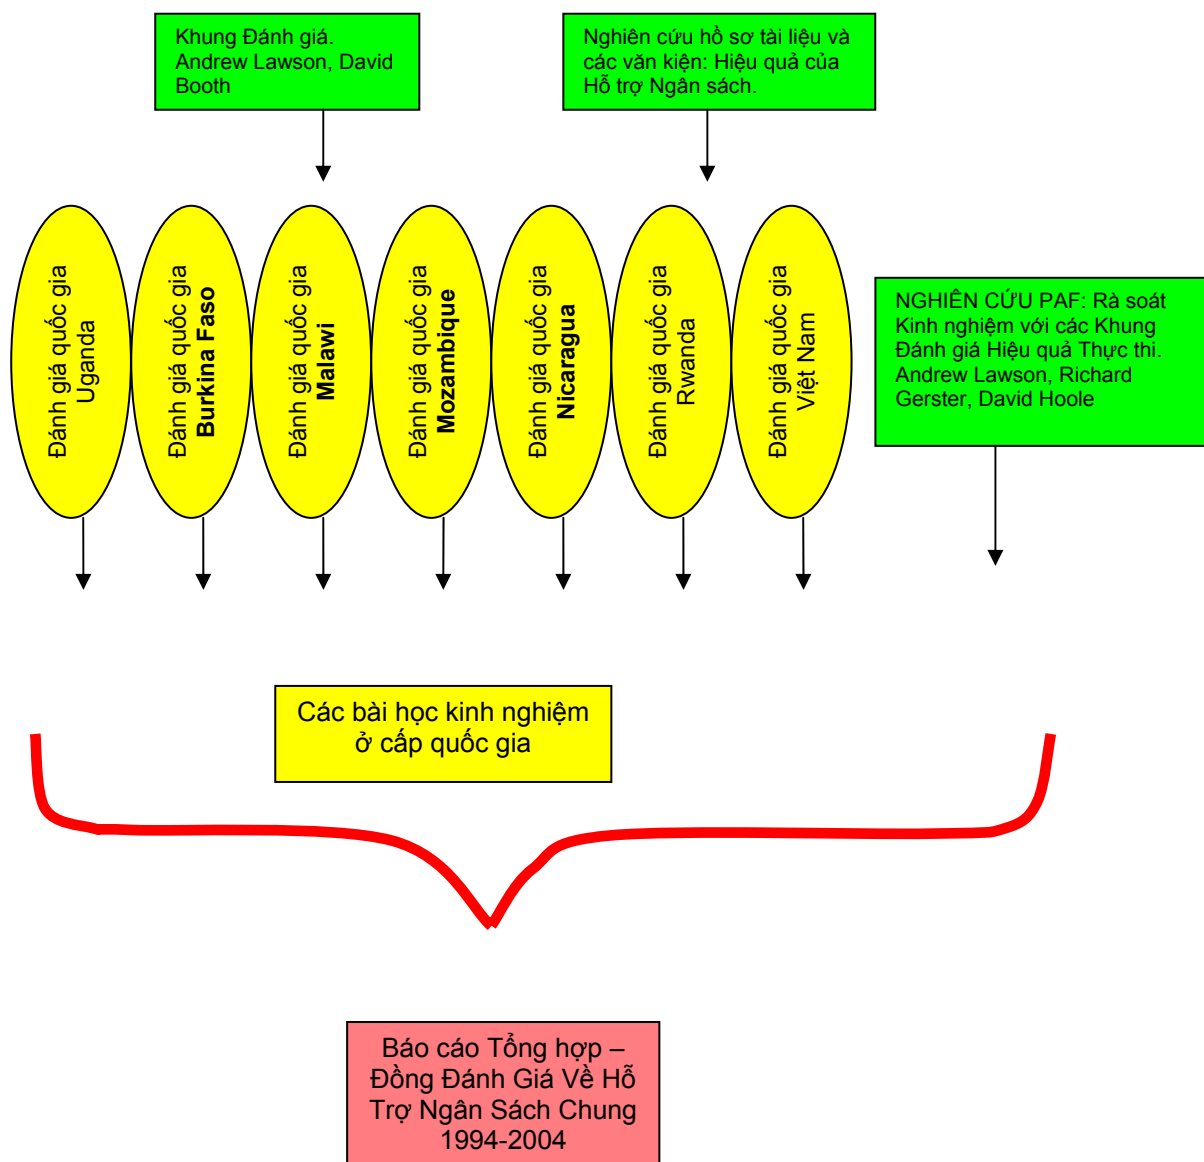 Khung Đánh giá.
Andrew Lawson, David
Booth
Nghiên cứu hồ sơ tài liệu và
các văn kiện: Hiệu quả của
Hỗ trợ Ngân sách.
Đánh giá quốc gia
Uganda
Đánh giá quốc gia
Burkina Faso
Đánh giá quốc gia
Malawi
Đánh giá quốc gia
Mozambique
Đánh giá quốc gia
Nicaragua
Đánh giá quốc gia
Rwanda
Đánh giá quốc gia
Việt Nam
NGHIÊN CỨU PAF: Rà soát
Kinh nghiệm với các Khung
Đánh giá Hiệu quả Thực thi.
Andrew Lawson, Richard
Gerster, David Hoole
Các bài học kinh nghiệm
ở cấp quốc gia
Báo cáo Tổng hợp –
Đồng Đánh Giá Về Hỗ
Trợ Ngân Sách Chung
1994-2004